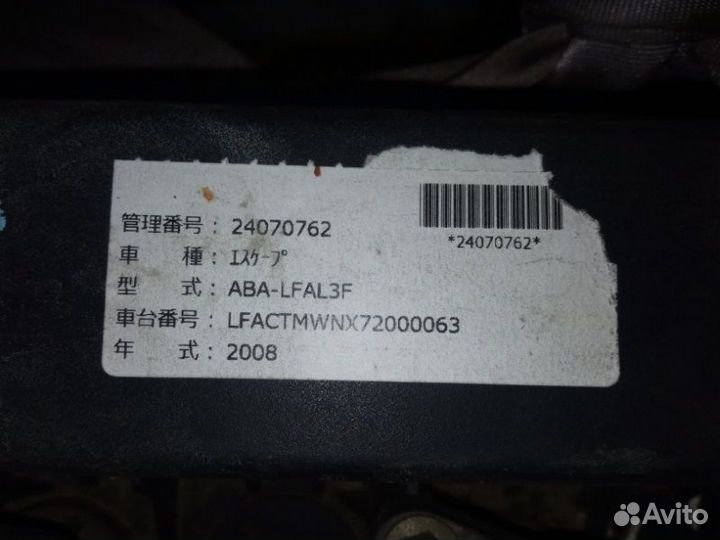 管理番号: 24070762
車　種: ｴｽｹｰﾌﾟ
型　式: ABA-LFAL3F
車台番号: LFACTMWNX72000063
年　式: 2008
*24070762*
Avito